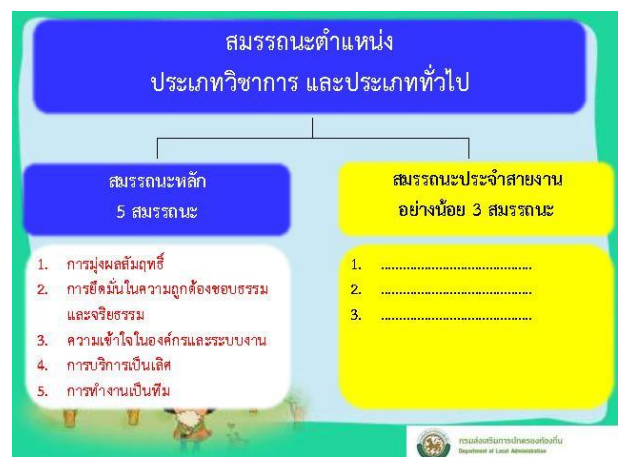 สมรรถนะตำแหน่ง
ประเภทวิชาการ และประเภททั่วไป
สมรรถนะหลัก
5 สมรรถนะ
1. การมุ่งผลสัมฤทธิ์
2. การยึดมั่นในความถูกต้องชอบธรรม
และจริยธรรม
3. ความเข้าใจในองค์กรและระบบงาน
4. การบริการเป็นเลิศ
5. การทำงานเป็นทีม
สมรรถนะประจำสายงาน
อย่างน้อย 3 สมรรถนะ
1. ..........................................
2. ..........................................
3. ..........................................
กรมส่งเสริมการปกครองท้องถิ่น
Department of Local Administration